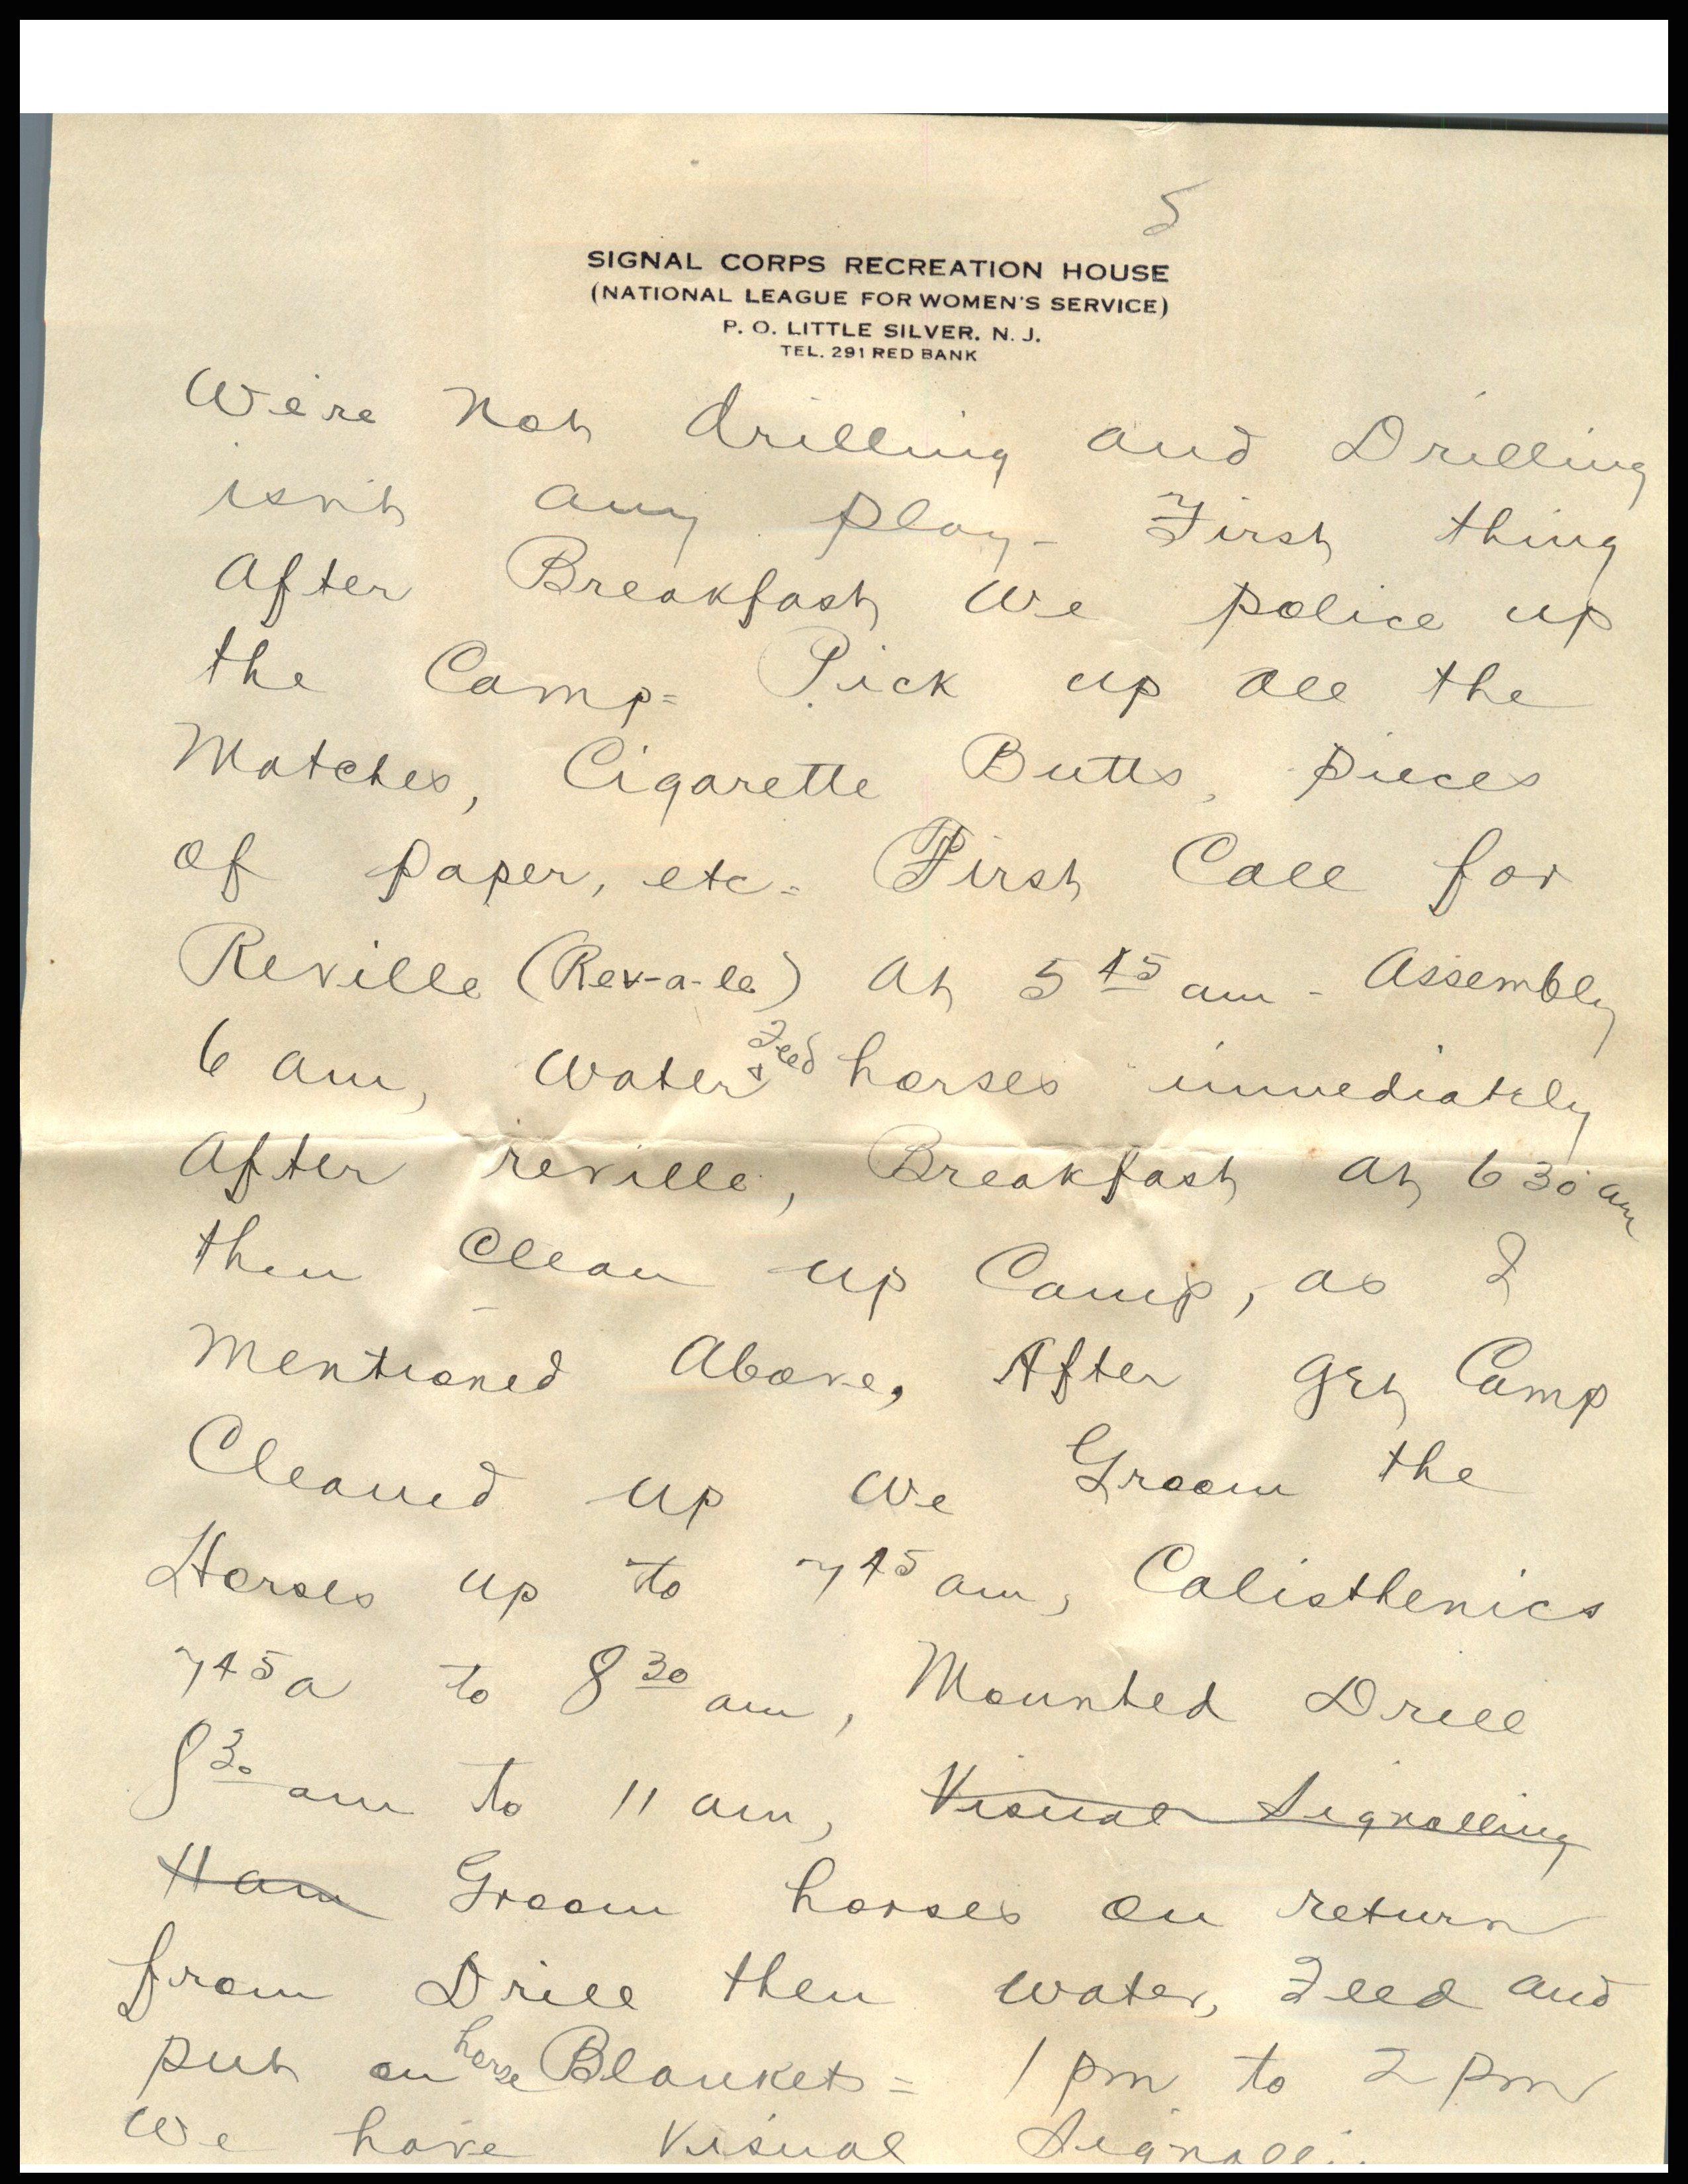 5
SIGNAL CORPS RECREATION HOUSE
(NATIONAL LEAGUE FOR WOMEN'S SERVICE)
P. O. LITTLE SILVER, N. J.
TEL. 291 RED BANK
We're not drilling and Drilling
isn't any play - First thing
After Breakfast We police up
the Camp = Pick up all the
Matches, Cigarette Butts, pieces
of paper, etc = First Call for
Reville (Rev-a-le) At 5 45 am - Assembly
6 am, Water & Feed horses immediately
After reville, Breakfast At 6 30 am
then Clean up Camp, as I
Mentioned Above, After get Camp
Cleaned up We Groom the
Horses up to 7 45 am, Calisthenics
7 45 a to 8 30 am, Mounted Drill
8 30 am to 11 am, Visual Signalling
11 am Groom horses on return
from Drill then water, Feed and
put on horse Blankets = 1 pm to 2 pm
We have Visual